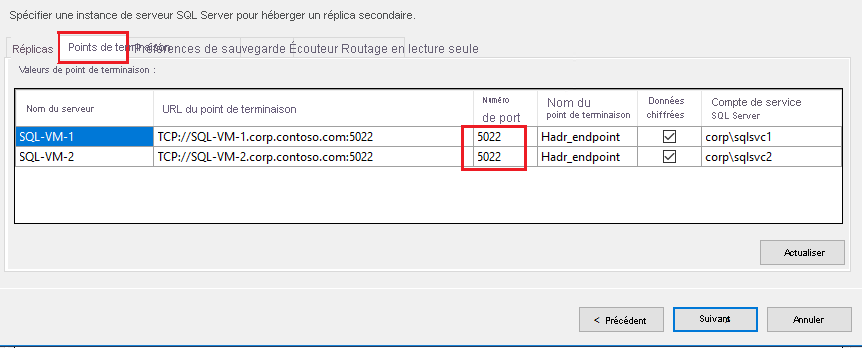 Spécifier une instance de serveur SQL Server pour héberger un réplica secondaire.
Réplicas Points de terminaison Préférences de sauvegarde Écouteur Routage en lecture seule
Valeurs de point de terminaison :
Nom du serveur URL du point de terminaison Numéro de port Nom du point de terminaison Données chiffrées Compte de service SQL Server
SQL-VM-1 TCP://SQL-VM-1.corp.contoso.com:5022 5022 Hadr_endpoint corp\sqlsvc1
SQL-VM-2 TCP://SQL-VM-2.corp.contoso.com:5022 5022 Hadr_endpoint corp\sqlsvc2
Actualiser
< Précédent Suivant Annuler